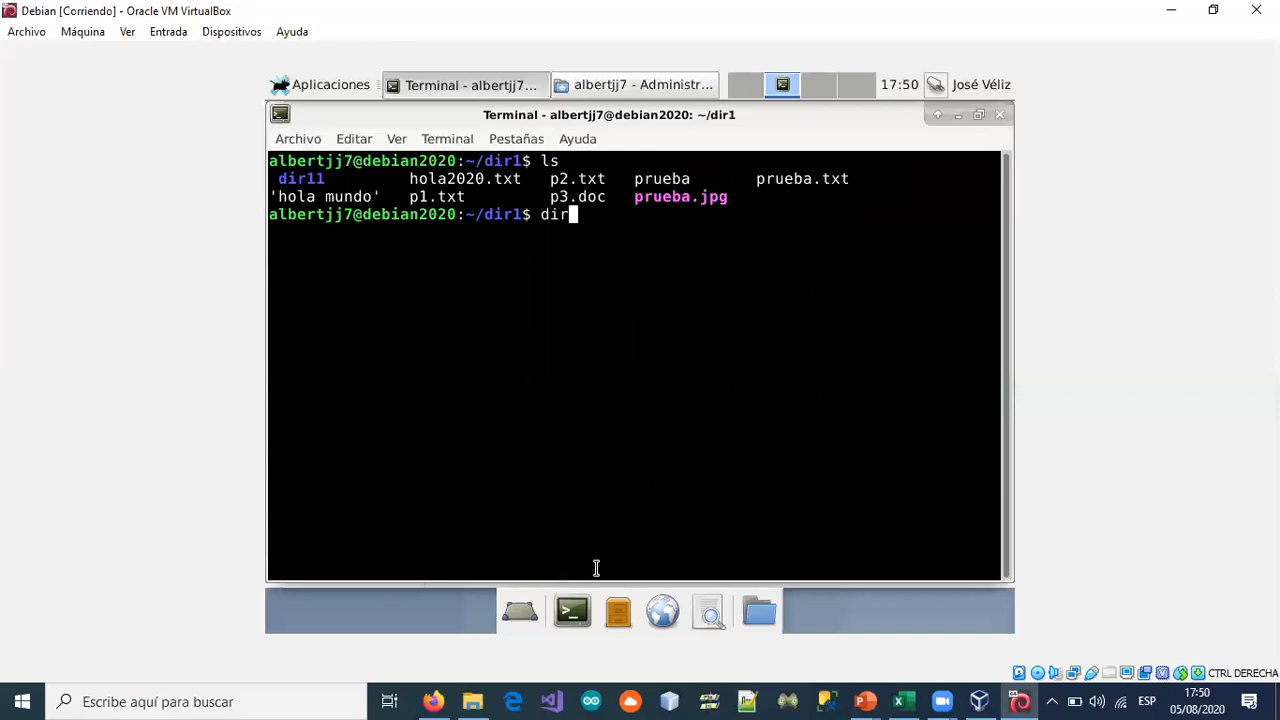 Debian [Corriendo] - Oracle VM VirtualBox
Archivo Máquina Ver Entrada Dispositivos Ayuda
Aplicaciones Terminal - albertjj7... albertjj7 - Administr... 17:50 José Véliz
Terminal - albertjj7@debian2020: ~/dir1
Archivo Editar Ver Terminal Pestañas Ayuda
albertjj7@debian2020:~/dir1$ ls
dir11 hola2020.txt p2.txt prueba prueba.txt
'hola mundo' p1.txt p3.doc prueba.jpg
albertjj7@debian2020:~/dir1$ dir
CTRL DERECHA
Escribe aquí para buscar
ESP
17:50
05/08/2020